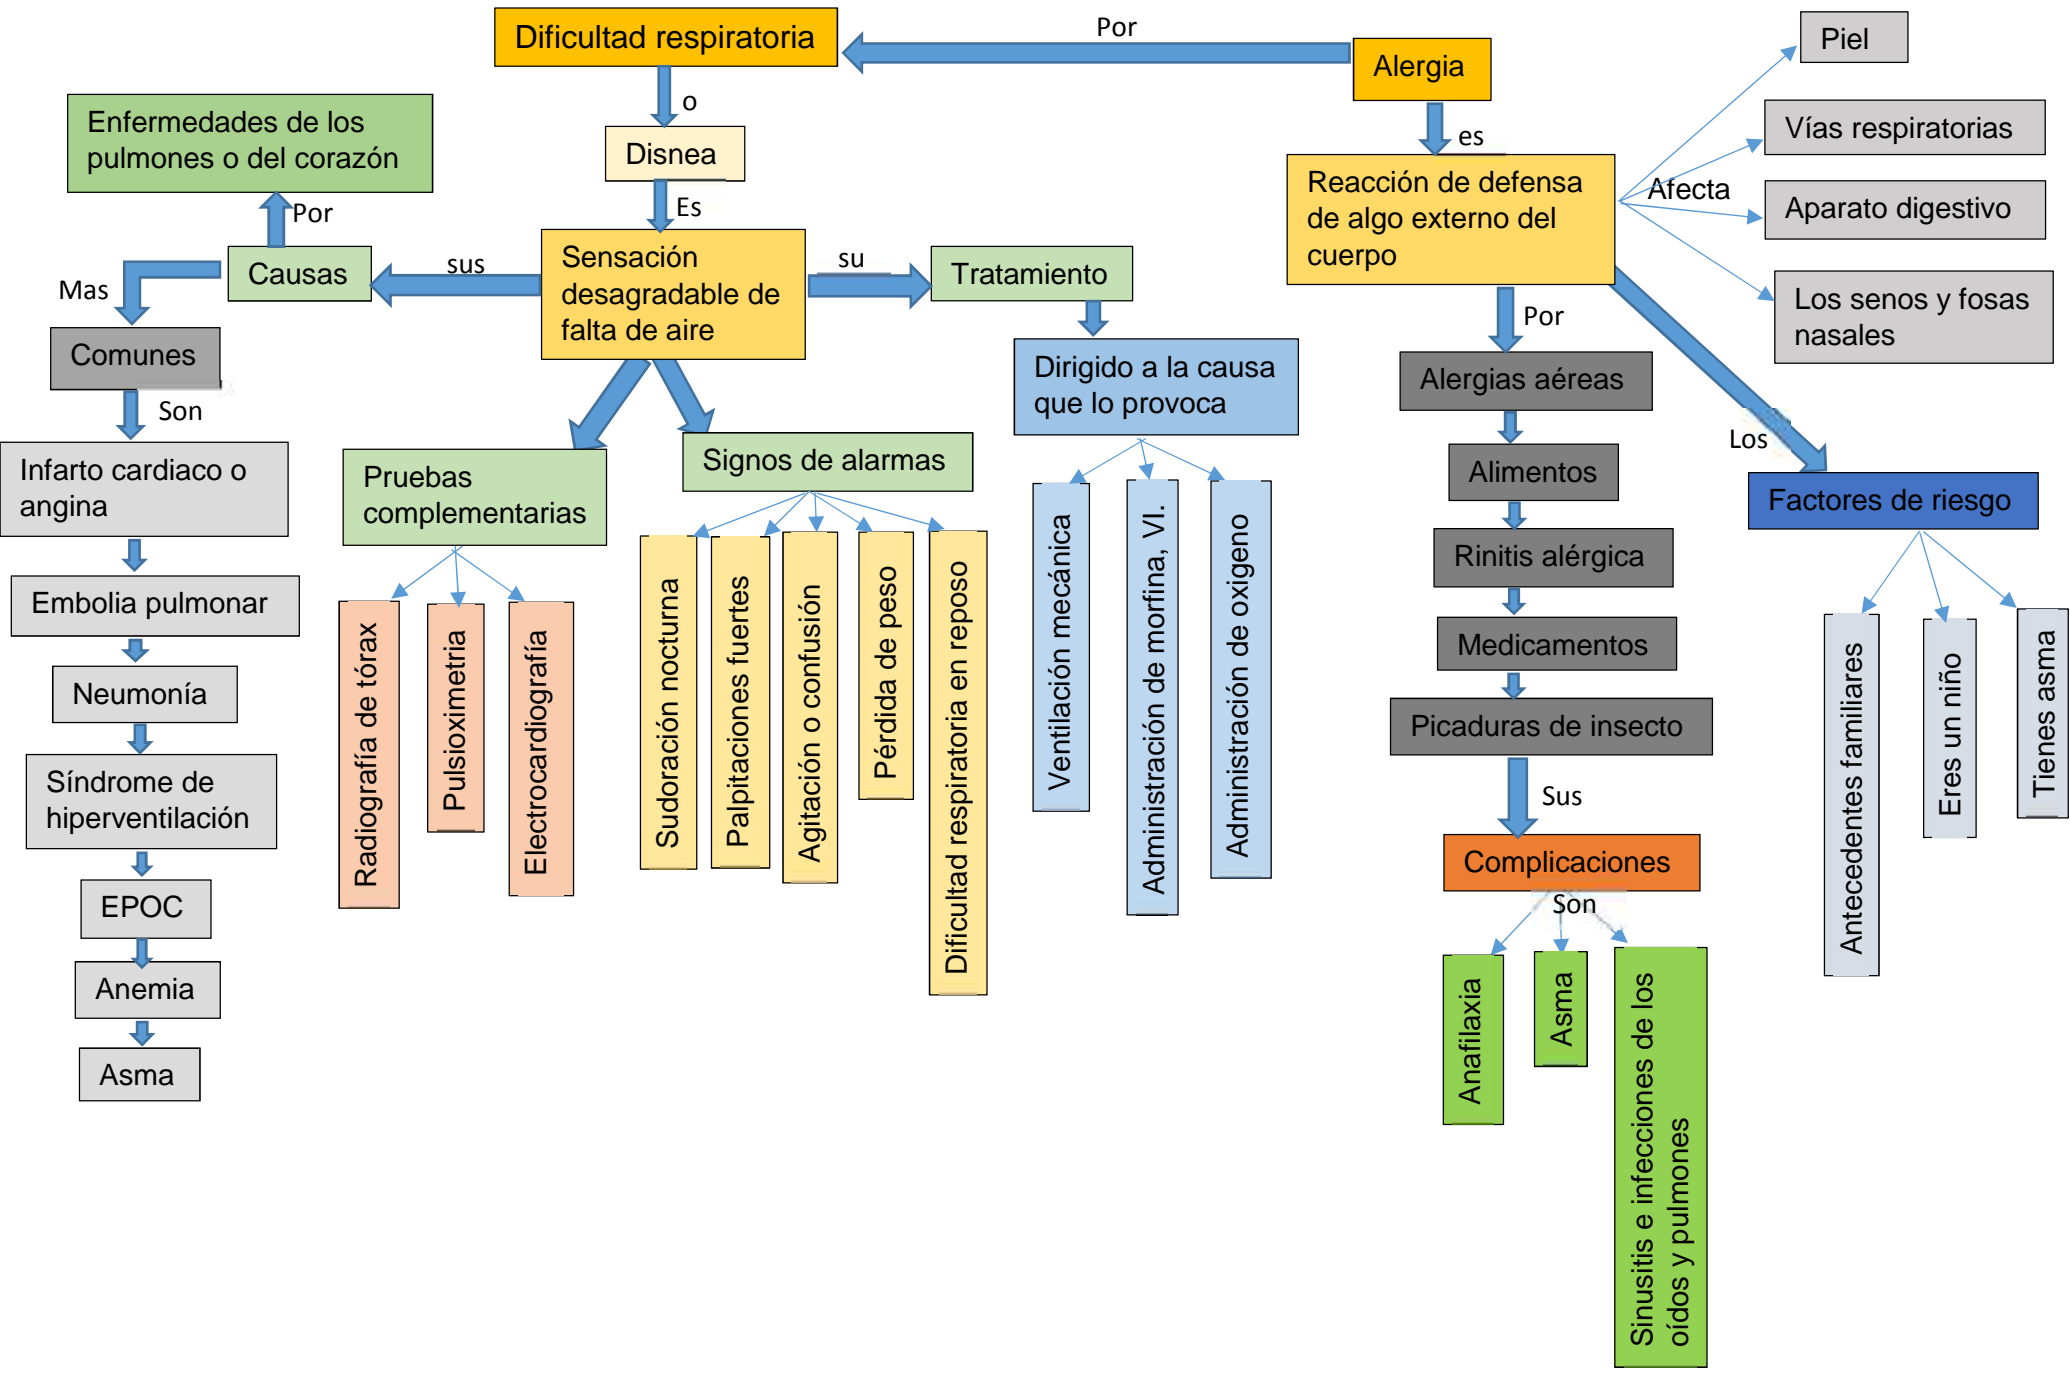 Dificultad respiratoria
Por
Alergia
Piel
o
Enfermedades de los
pulmones o del corazón
Disnea
es
Vías respiratorias
Reacción de defensa
de algo externo del
cuerpo
Afecta
Aparato digestivo
Por
Es
Causas
sus
Sensación
desagradable de
falta de aire
su
Tratamiento
Los senos y fosas
nasales
Mas
Comunes
Por
Dirigido a la causa
que lo provoca
Alergias aéreas
Son
Los
Infarto cardiaco o
angina
Pruebas
complementarias
Signos de alarmas
Alimentos
Factores de riesgo
Embolia pulmonar
Rinitis alérgica
Neumonía
Medicamentos
Síndrome de
hiperventilación
Picaduras de insecto
EPOC
Sus
Anemia
Complicaciones
Asma
Son
Radiografía de tórax
Pulsioximetria
Electrocardiografía
Sudoración nocturna
Palpitaciones fuertes
Agitación o confusión
Pérdida de peso
Dificultad respiratoria en reposo
Ventilación mecánica
Administración de morfina, VI.
Administración de oxigeno
Anafilaxia
Asma
Sinusitis e infecciones de los
oídos y pulmones
Antecedentes familiares
Eres un niño
Tienes asma